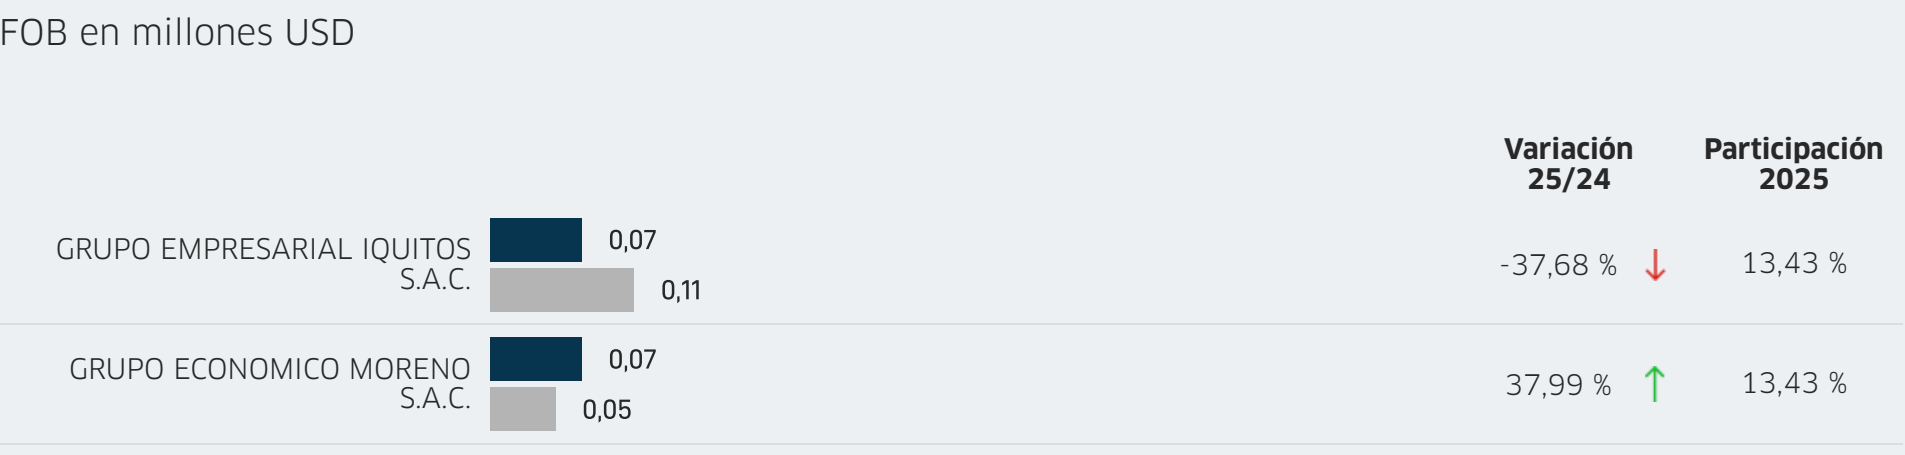 FOB en millones USD
Variación
25/24
Participación
2025
GRUPO EMPRESARIAL IQUITOS
S.A.C.
0,07
0,11
-37,68 %
13,43 %
GRUPO ECONOMICO MORENO
S.A.C.
0,07
0,05
37,99 %
13,43 %